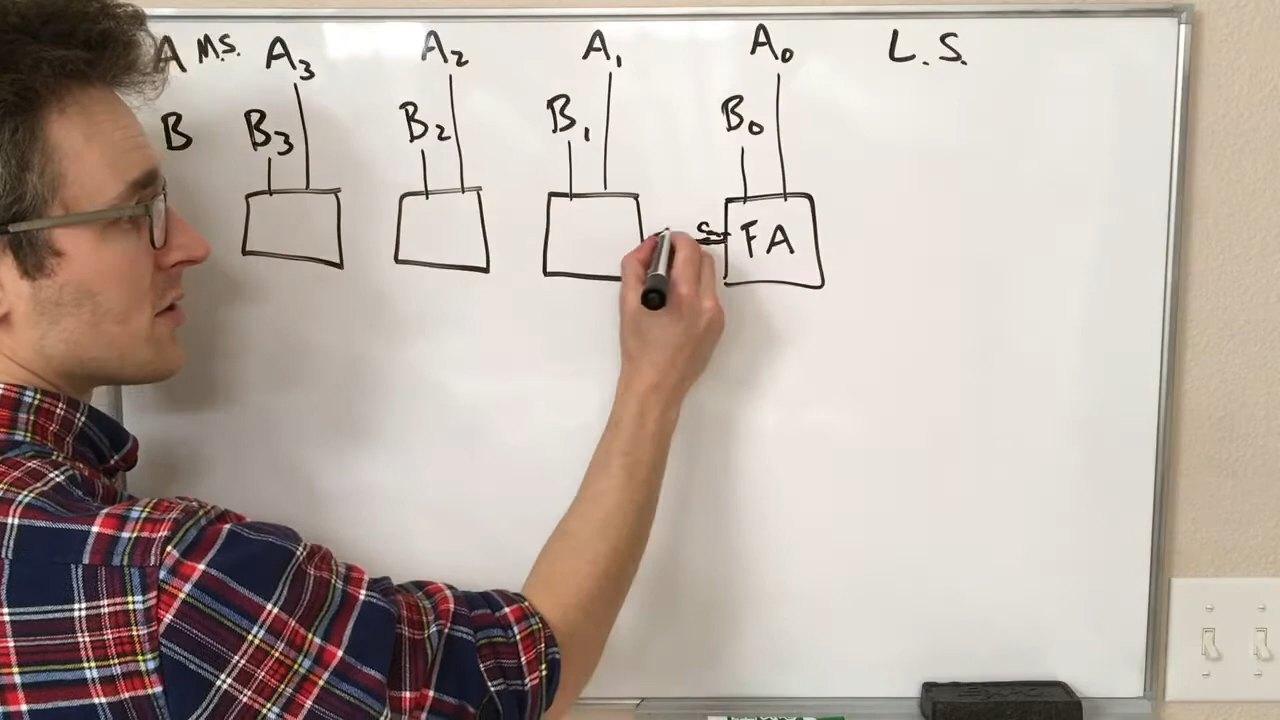 A M.S. A₃ A₂ A₁ A₀ L.S.
B B₃ B₂ B₁ B₀
FA